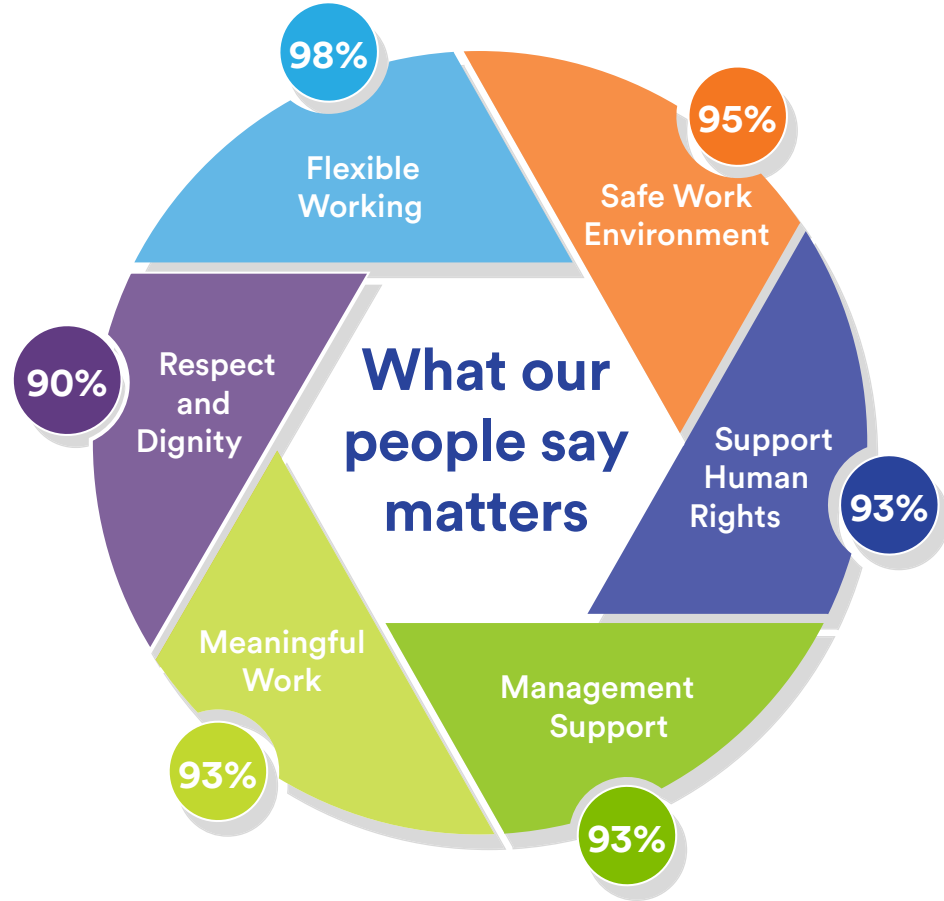 98%
Flexible
Working
95%
Safe Work
Environment
90%
Respect
and
Dignity
What our
people say
matters
Support
Human
Rights
93%
Meaningful
Work
93%
Management
Support
93%